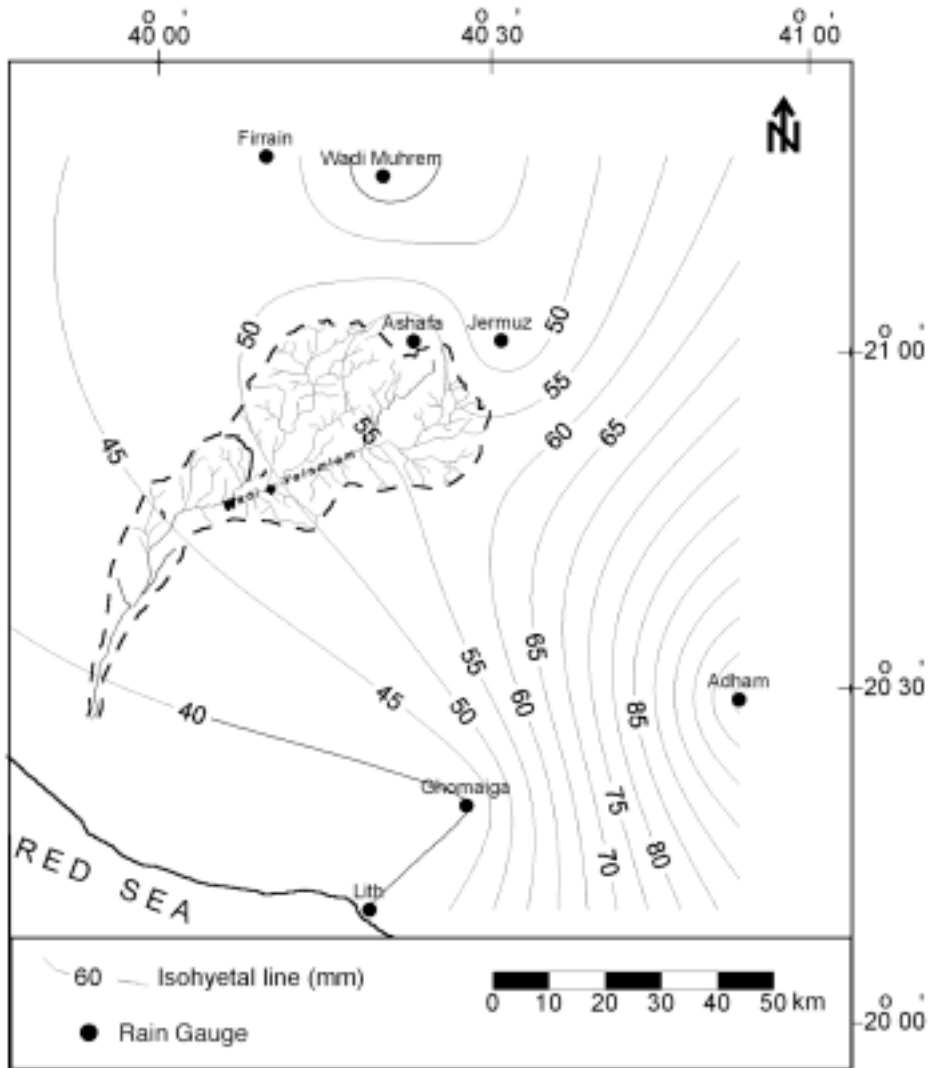 40° 00'
40° 30'
41° 00'
N
Firrain
Wadi Muhrem
50
Ashafa
Jermuz
50
21° 00'
55
45
55
60
65
Wadi Yalamlam
65
55
60
45
50
40
85
Adham
20° 30'
Ghomaiga
75
80
70
RED SEA
Lith
60 Isohyetal line (mm)
Rain Gauge
0 10 20 30 40 50 km
20° 00'